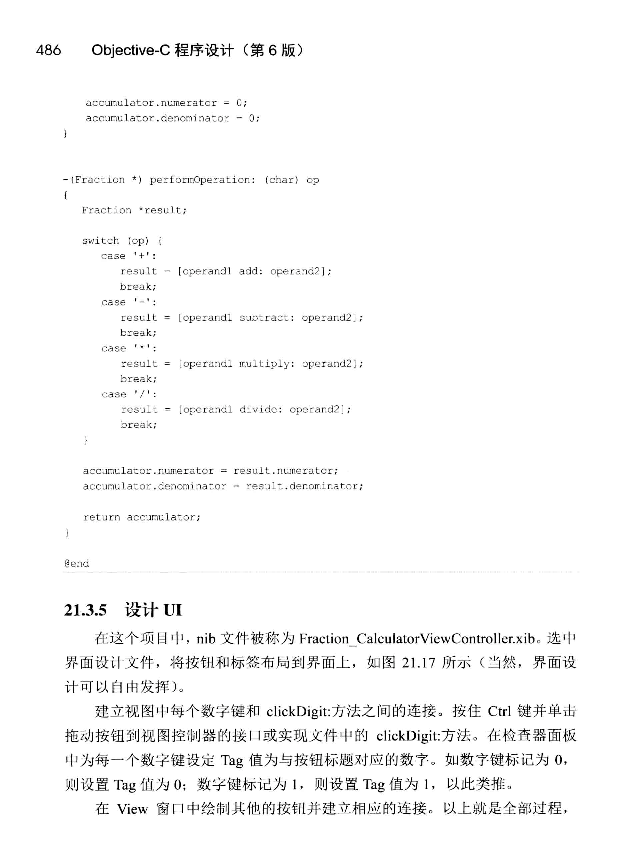 486 Objective-C 程序设计（第 6 版）
accumulator.numerator = 0;
accumulator.denominator = 0;
}
-(Fraction *) performOperation: (char) op
{
Fraction *result;
switch (op) {
case '+':
result = [operand1 add: operand2];
break;
case '-':
result = [operand1 subtract: operand2];
break;
case '*':
result = [operand1 multiply: operand2];
break;
case '/':
result = [operand1 divide: operand2];
break;
}
accumulator.numerator = result.numerator;
accumulator.denominator = result.denominator;
return accumulator;
}
@end
21.3.5 设计 UI
在这个项目中，nib 文件被称为 Fraction_CalculatorViewController.xib。选中
界面设计文件，将按钮和标签布局到界面上，如图 21.17 所示（当然，界面设
计可以自由发挥）。
建立视图中每个数字键和 clickDigit:方法之间的连接。按住 Ctrl 键并单击
拖动按钮到视图控制器的接口或实现文件中的 clickDigit:方法。在检查器面板
中为每一个数字键设定 Tag 值为与按钮标题对应的数字。如数字键标记为 0，
则设置 Tag 值为 0；数字键标记为 1，则设置 Tag 值为 1，以此类推。
在 View 窗口中绘制其他的按钮并建立相应的连接。以上就是全部过程，